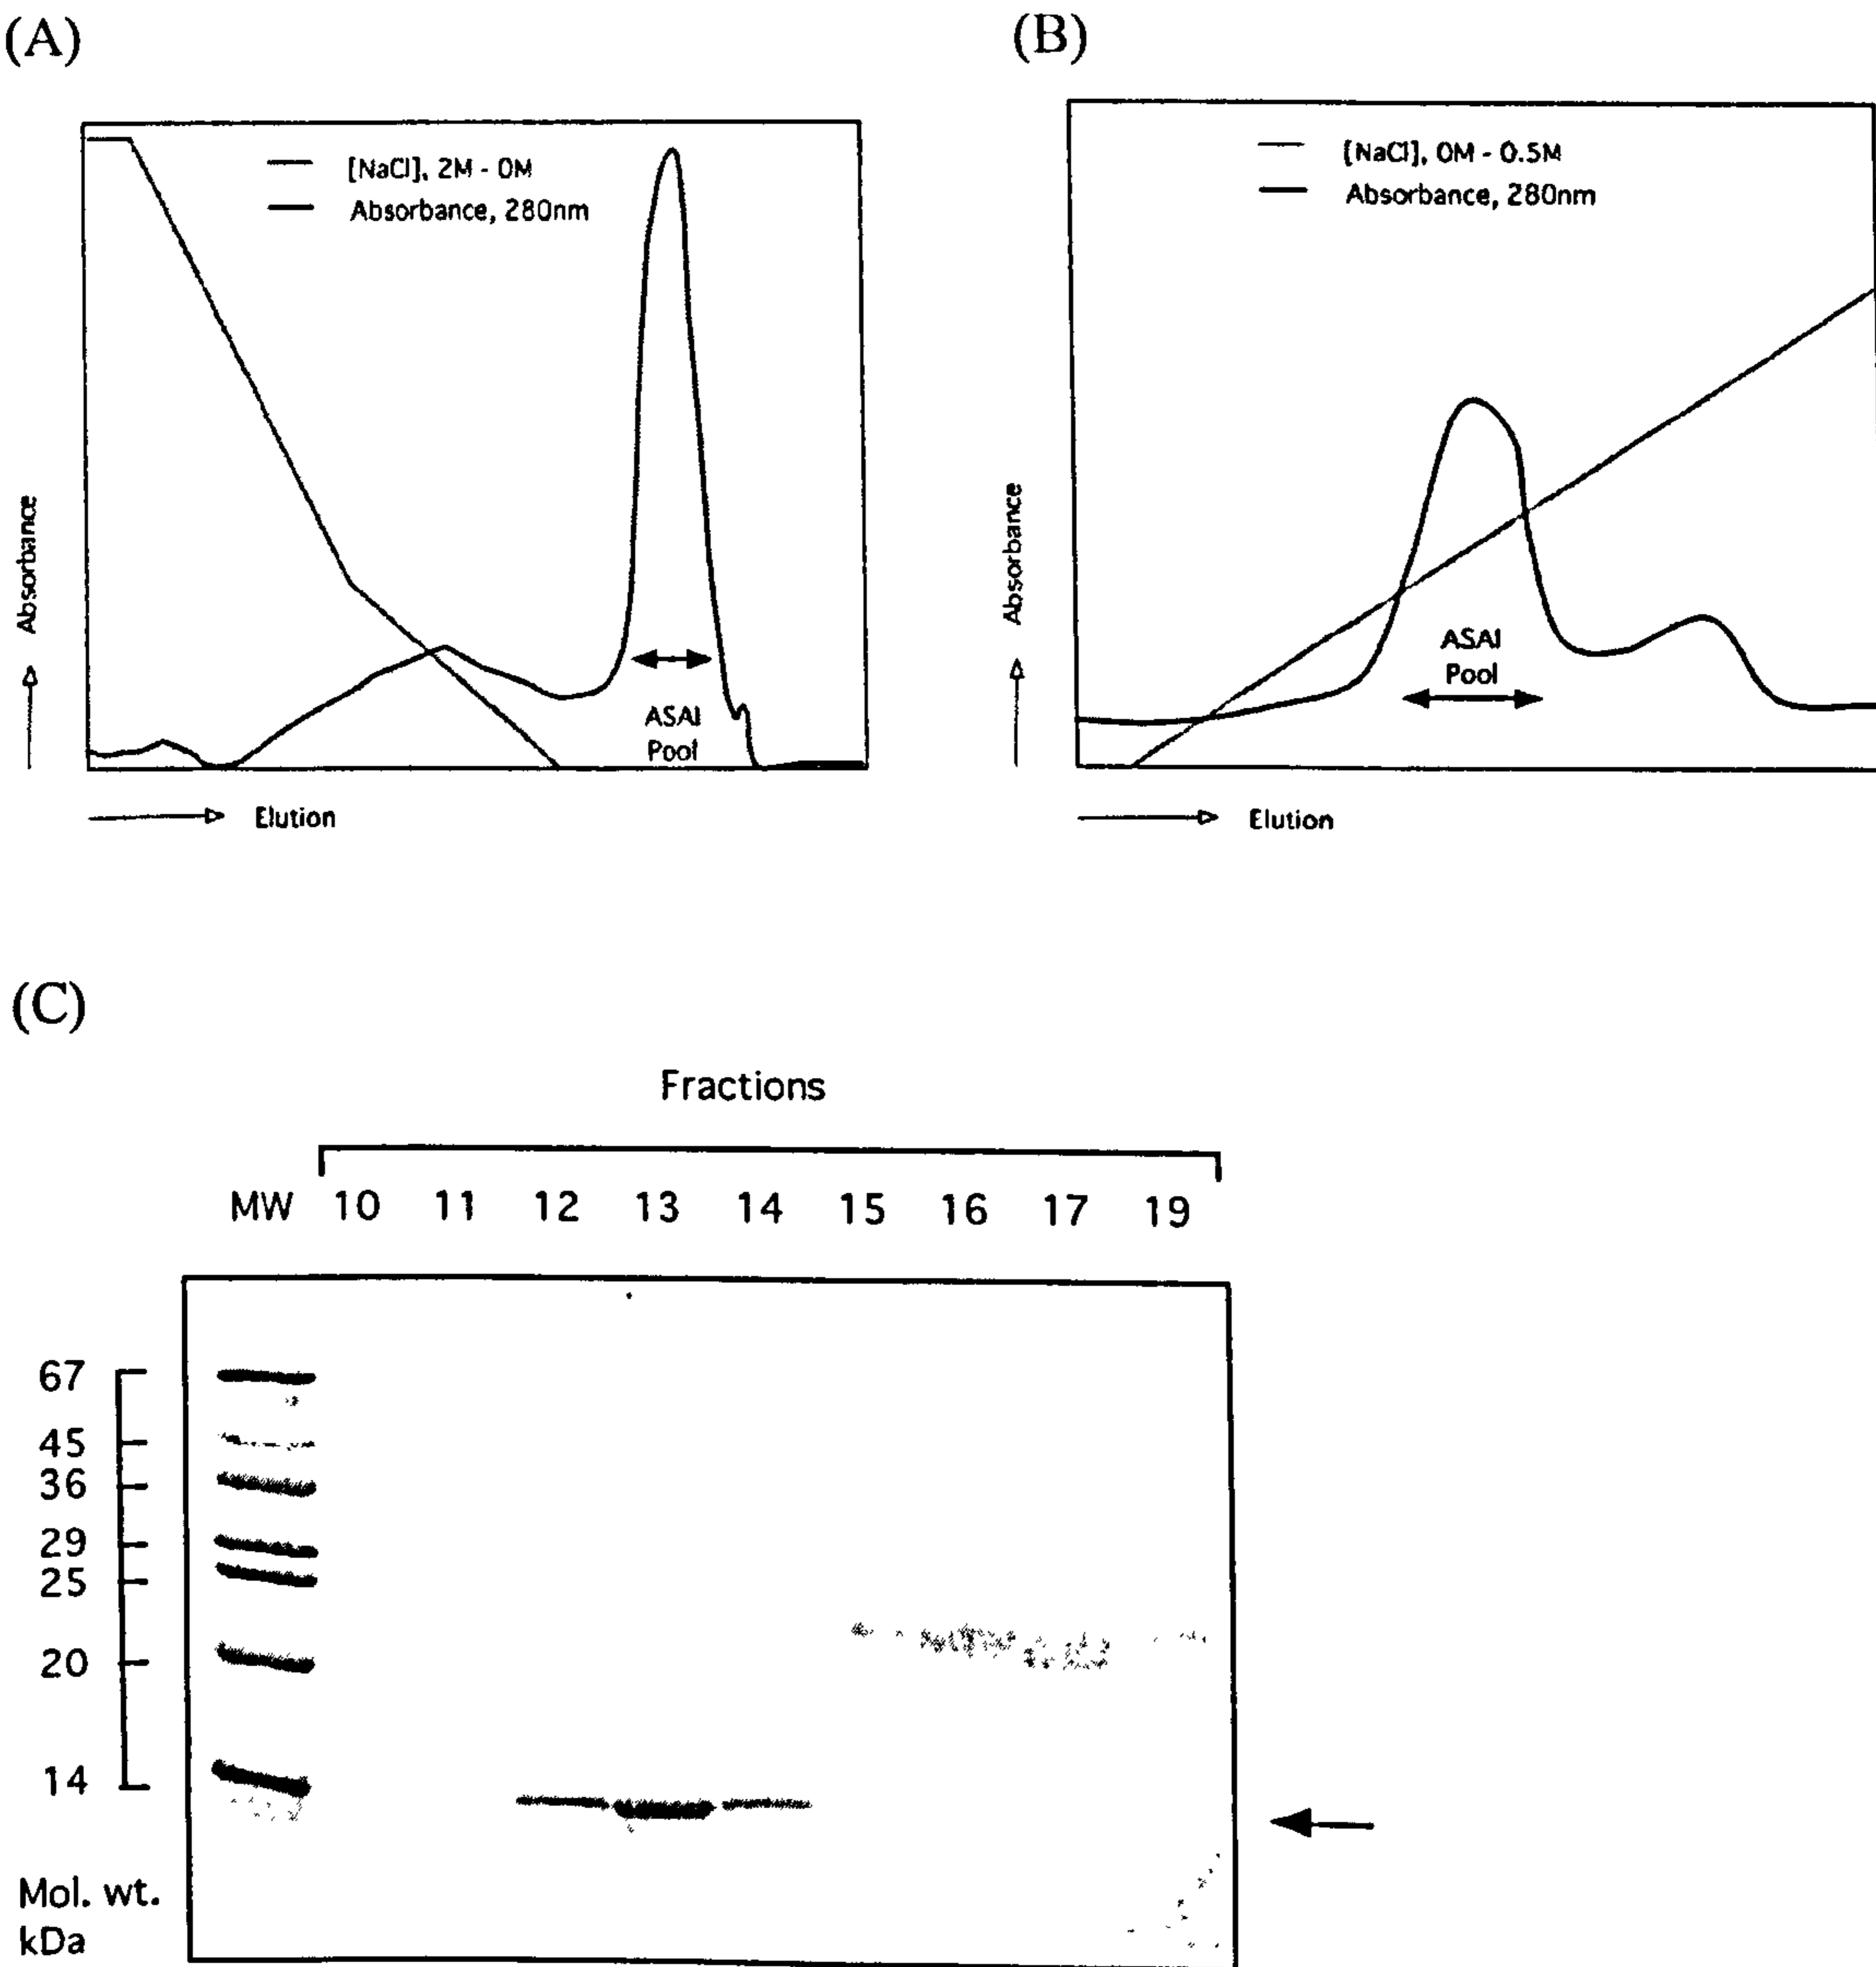 (A)
[NaCl], 2M - 0M
Absorbance, 280nm
Absorbance
ASAI
Pool
Elution
(B)
[NaCl], 0M - 0.5M
Absorbance, 280nm
Absorbance
ASAI
Pool
Elution
(C)
Fractions
MW 10 11 12 13 14 15 16 17 19
67
45
36
29
25
20
14
Mol. wt.
kDa